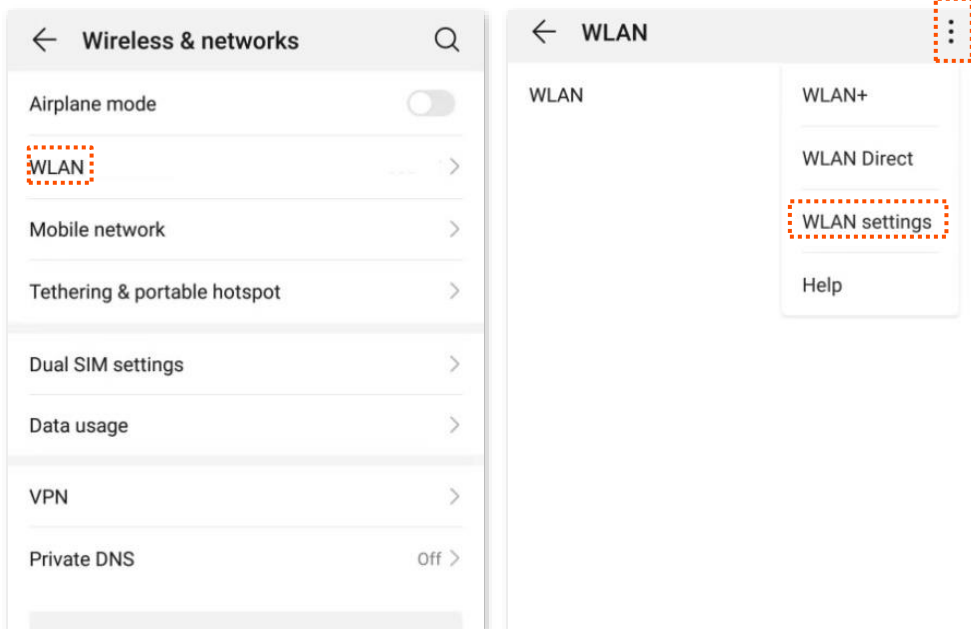 Wireless & networks
Airplane mode
WLAN
Mobile network
Tethering & portable hotspot
Dual SIM settings
Data usage
VPN
Private DNS
Off
WLAN
WLAN
WLAN+
WLAN Direct
WLAN settings
Help